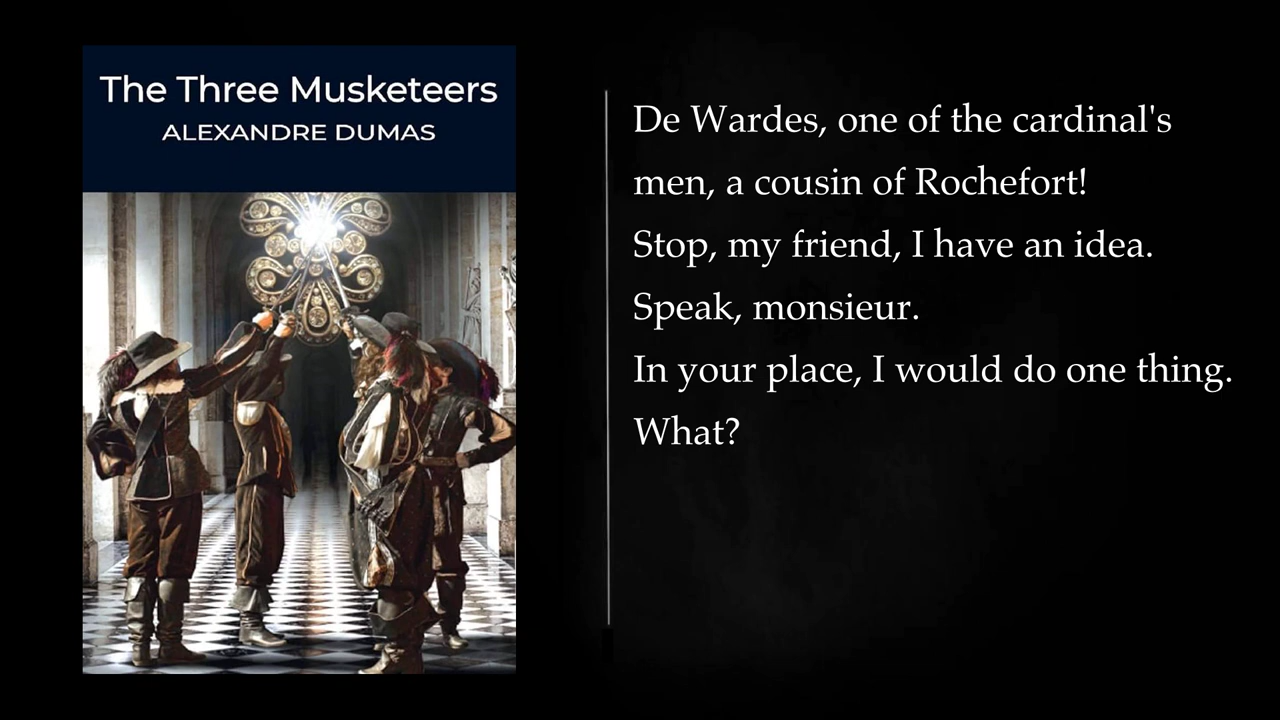 The Three Musketeers
ALEXANDRE DUMAS
De Wardes, one of the cardinal's
men, a cousin of Rochefort!
Stop, my friend, I have an idea.
Speak, monsieur.
In your place, I would do one thing.
What?